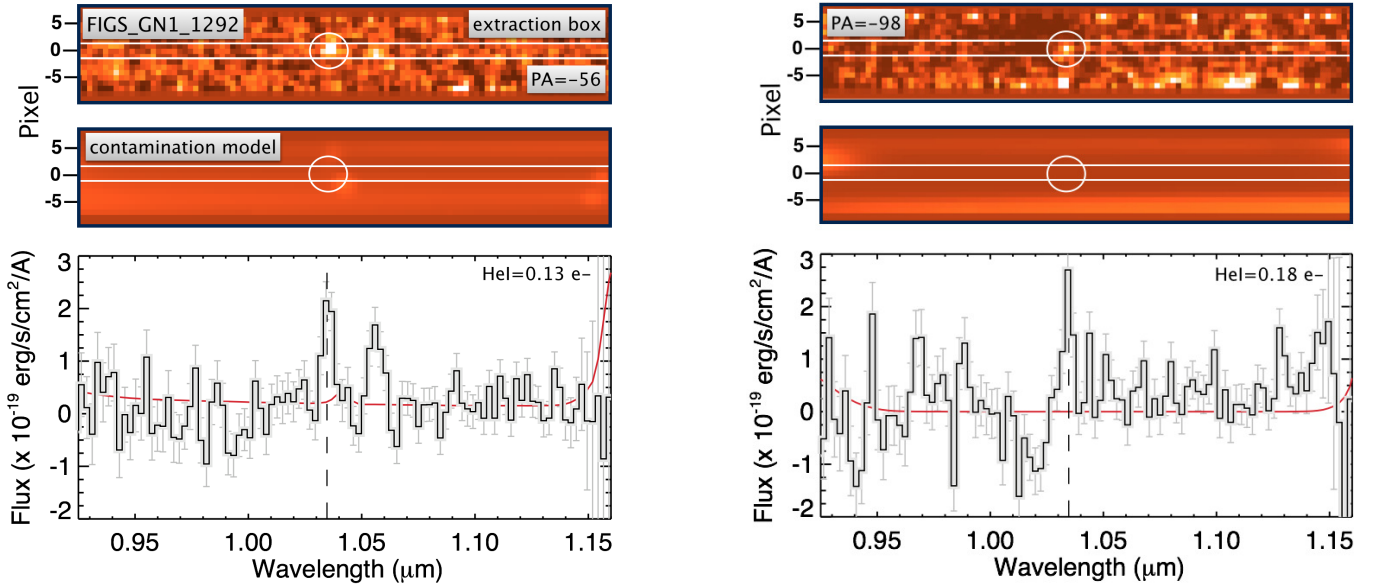 FIGS_GN1_1292
extraction box
PA=-56
5
0
-5
Pixel
contamination model
5
0
-5
HeI=0.13 e-
3
2
1
0
-1
-2
Flux (x 10-19 erg/s/cm2/A)
0.95 1.00 1.05 1.10 1.15
Wavelength (μm)
PA=-98
5
0
-5
Pixel
5
0
-5
HeI=0.18 e-
3
2
1
0
-1
-2
Flux (x 10-19 erg/s/cm2/A)
0.95 1.00 1.05 1.10 1.15
Wavelength (μm)